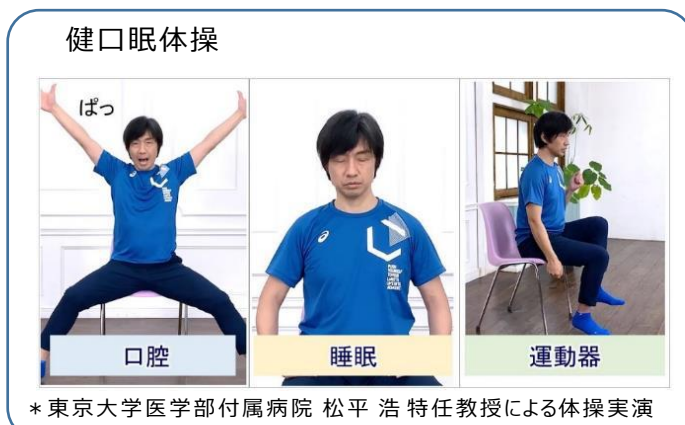 健口眠体操
ぱっ
口腔
睡眠
運動器
＊東京大学医学部付属病院 松平 浩 特任教授による体操実演